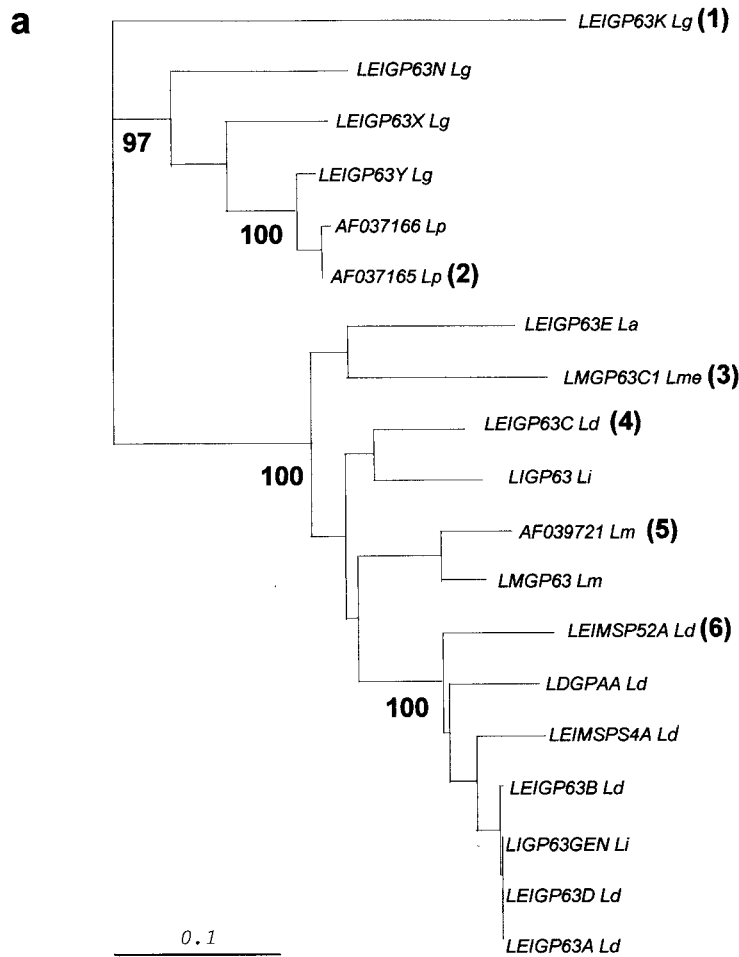 a
LEIGP63K Lg (1)
LEIGP63N Lg
97
LEIGP63X Lg
LEIGP63Y Lg
100
AF037166 Lp
AF037165 Lp (2)
LEIGP63E La
LMGP63C1 Lme (3)
LEIGP63C Ld (4)
100
LIGP63 Li
AF039721 Lm (5)
LMGP63 Lm
LEIMSP52A Ld (6)
LDGPAA Ld
100
LEIMSPS4A Ld
LEIGP63B Ld
LIGP63GEN Li
LEIGP63D Ld
0.1
LEIGP63A Ld